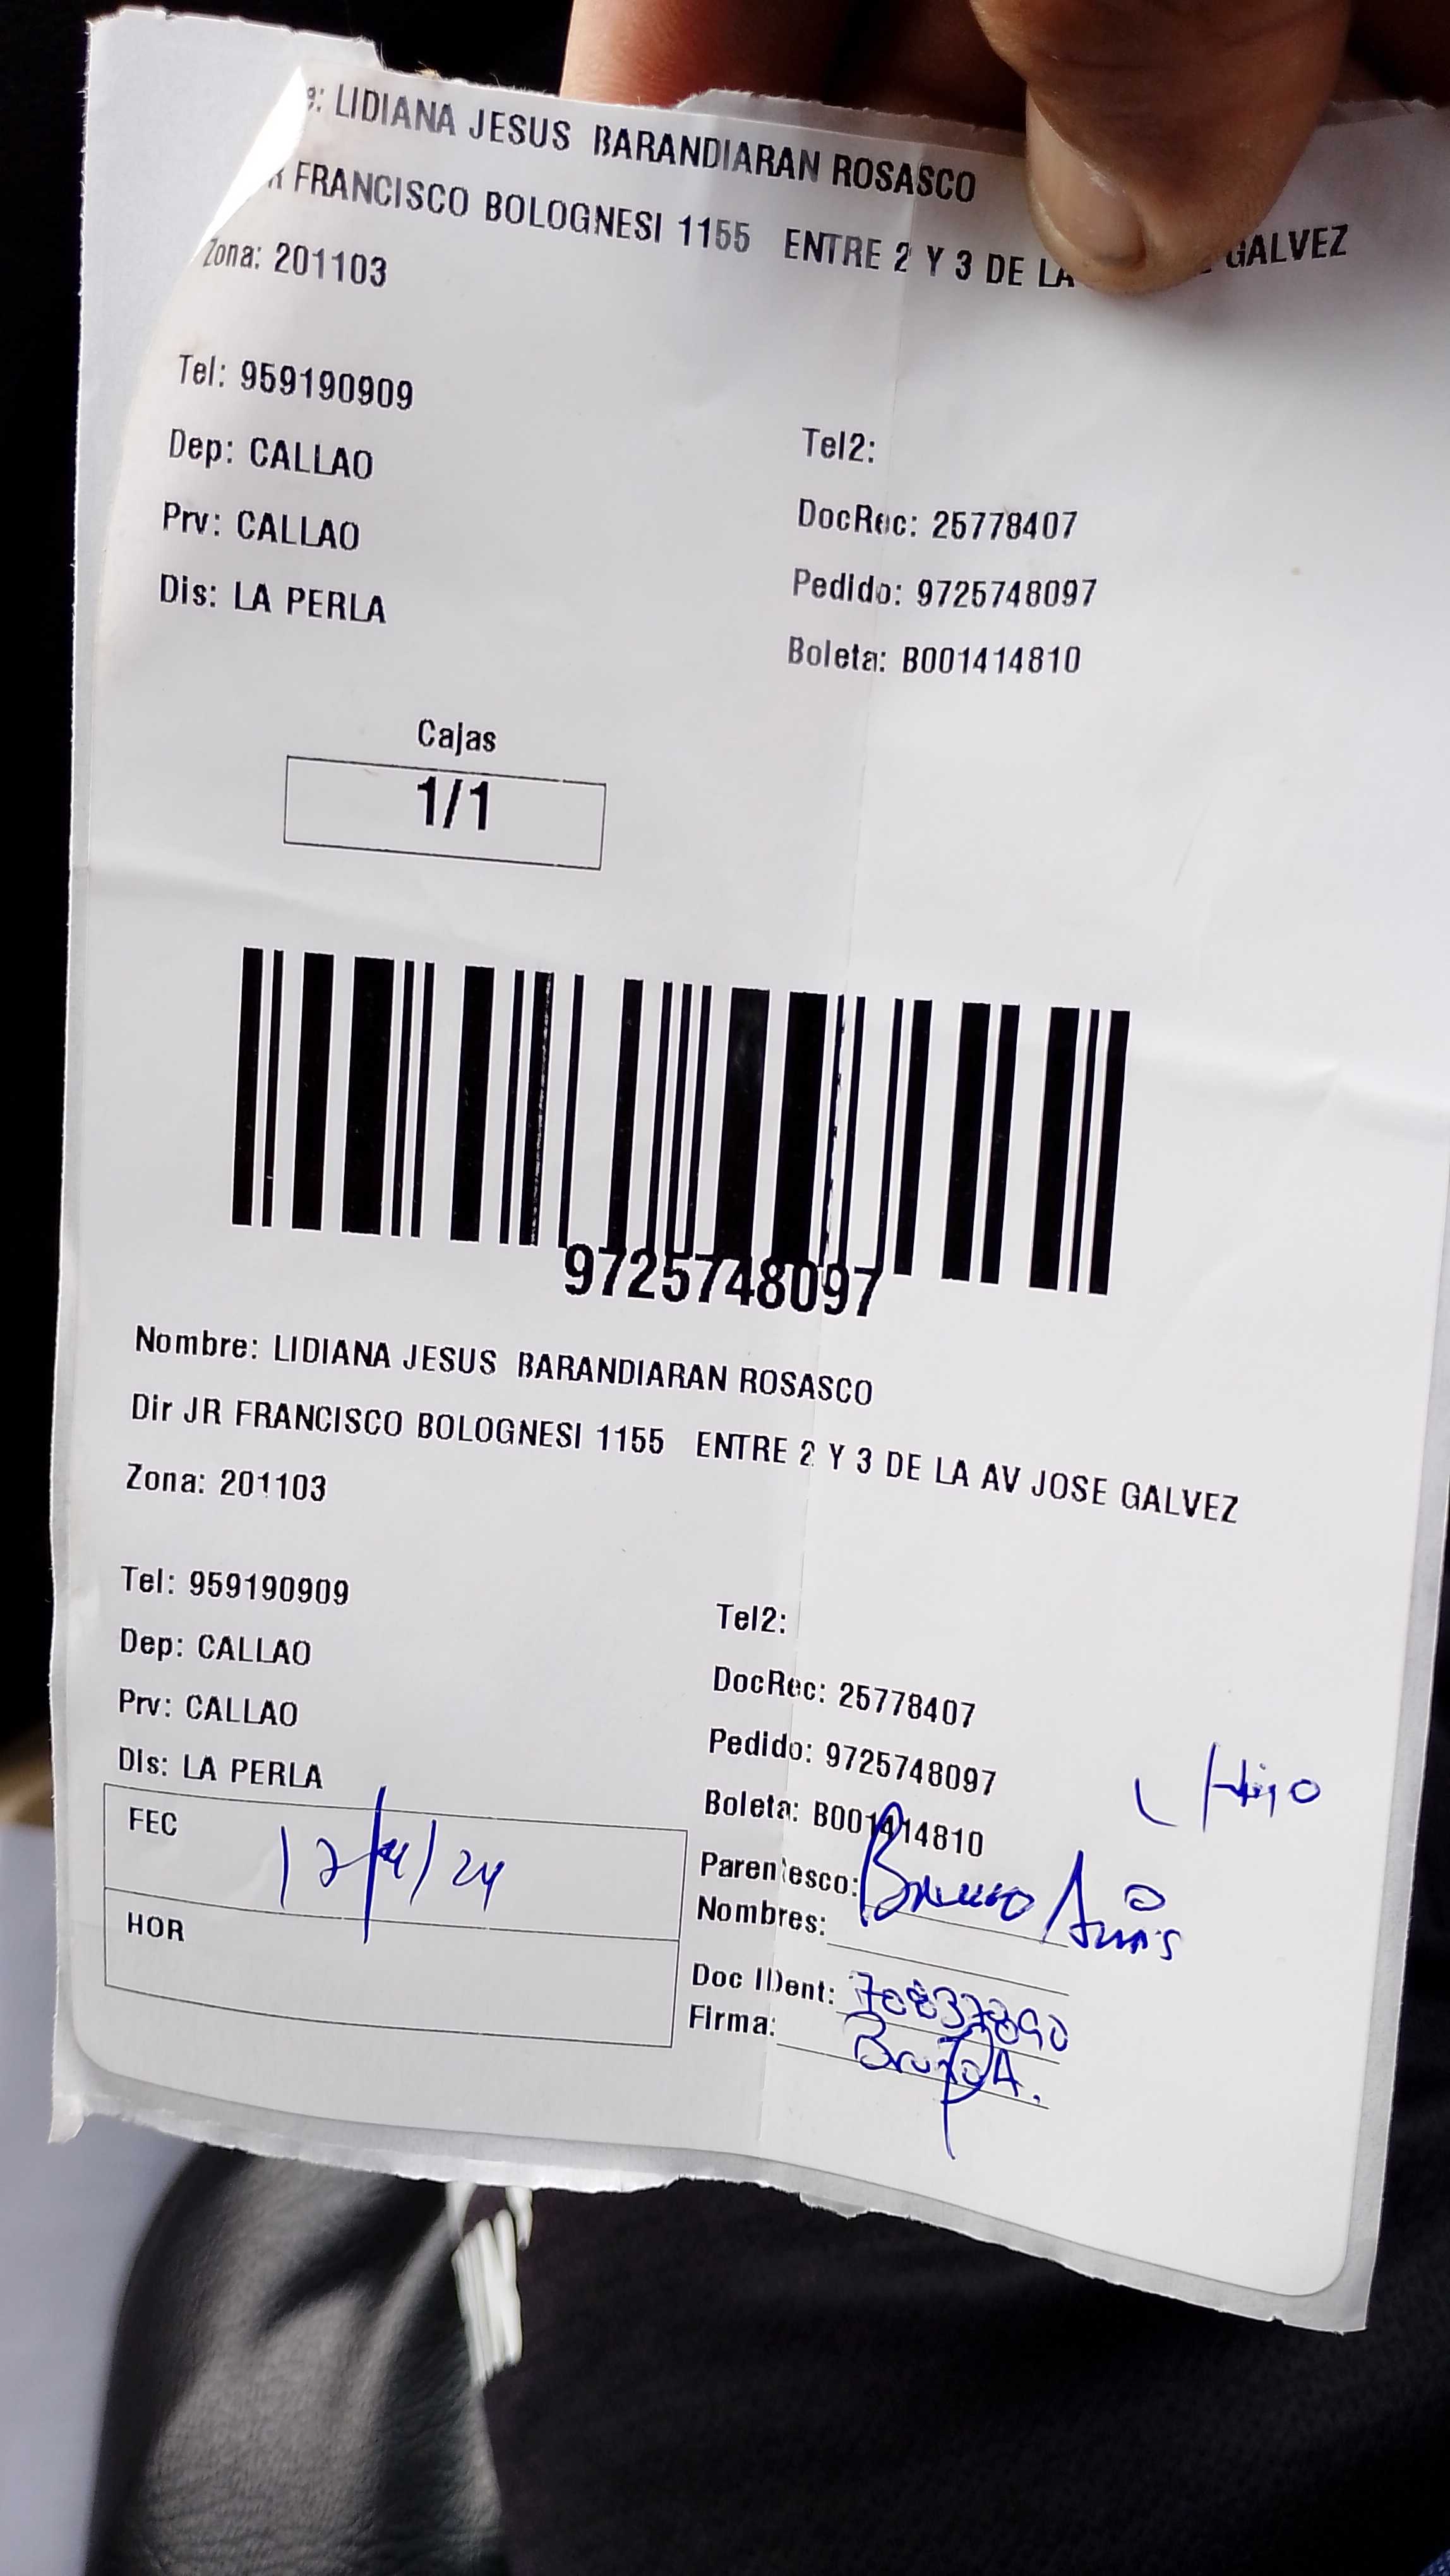 : LIDIANA JESUS BARANDIARAN ROSASCO
R FRANCISCO BOLOGNESI 1155 ENTRE 2 Y 3 DE LA GALVEZ
Zona: 201103
Tel: 959190909
Tel2:
Dep: CALLAO
DocRec: 25778407
Prv: CALLAO
Pedido: 9725748097
Dis: LA PERLA
Boleta: B001414810
Cajas
1/1
9725748097
Nombre: LIDIANA JESUS BARANDIARAN ROSASCO
Dir JR FRANCISCO BOLOGNESI 1155 ENTRE 2 Y 3 DE LA AV JOSE GALVEZ
Zona: 201103
Tel: 959190909
Tel2:
Dep: CALLAO
DocRec: 25778407
Prv: CALLAO
Pedido: 9725748097
Dis: LA PERLA
Boleta: B001414810
Hijo
FEC
Parentesco: Bruno
Nombres:
HOR
Doc IDent: 70837890
Firma: Bruno A.